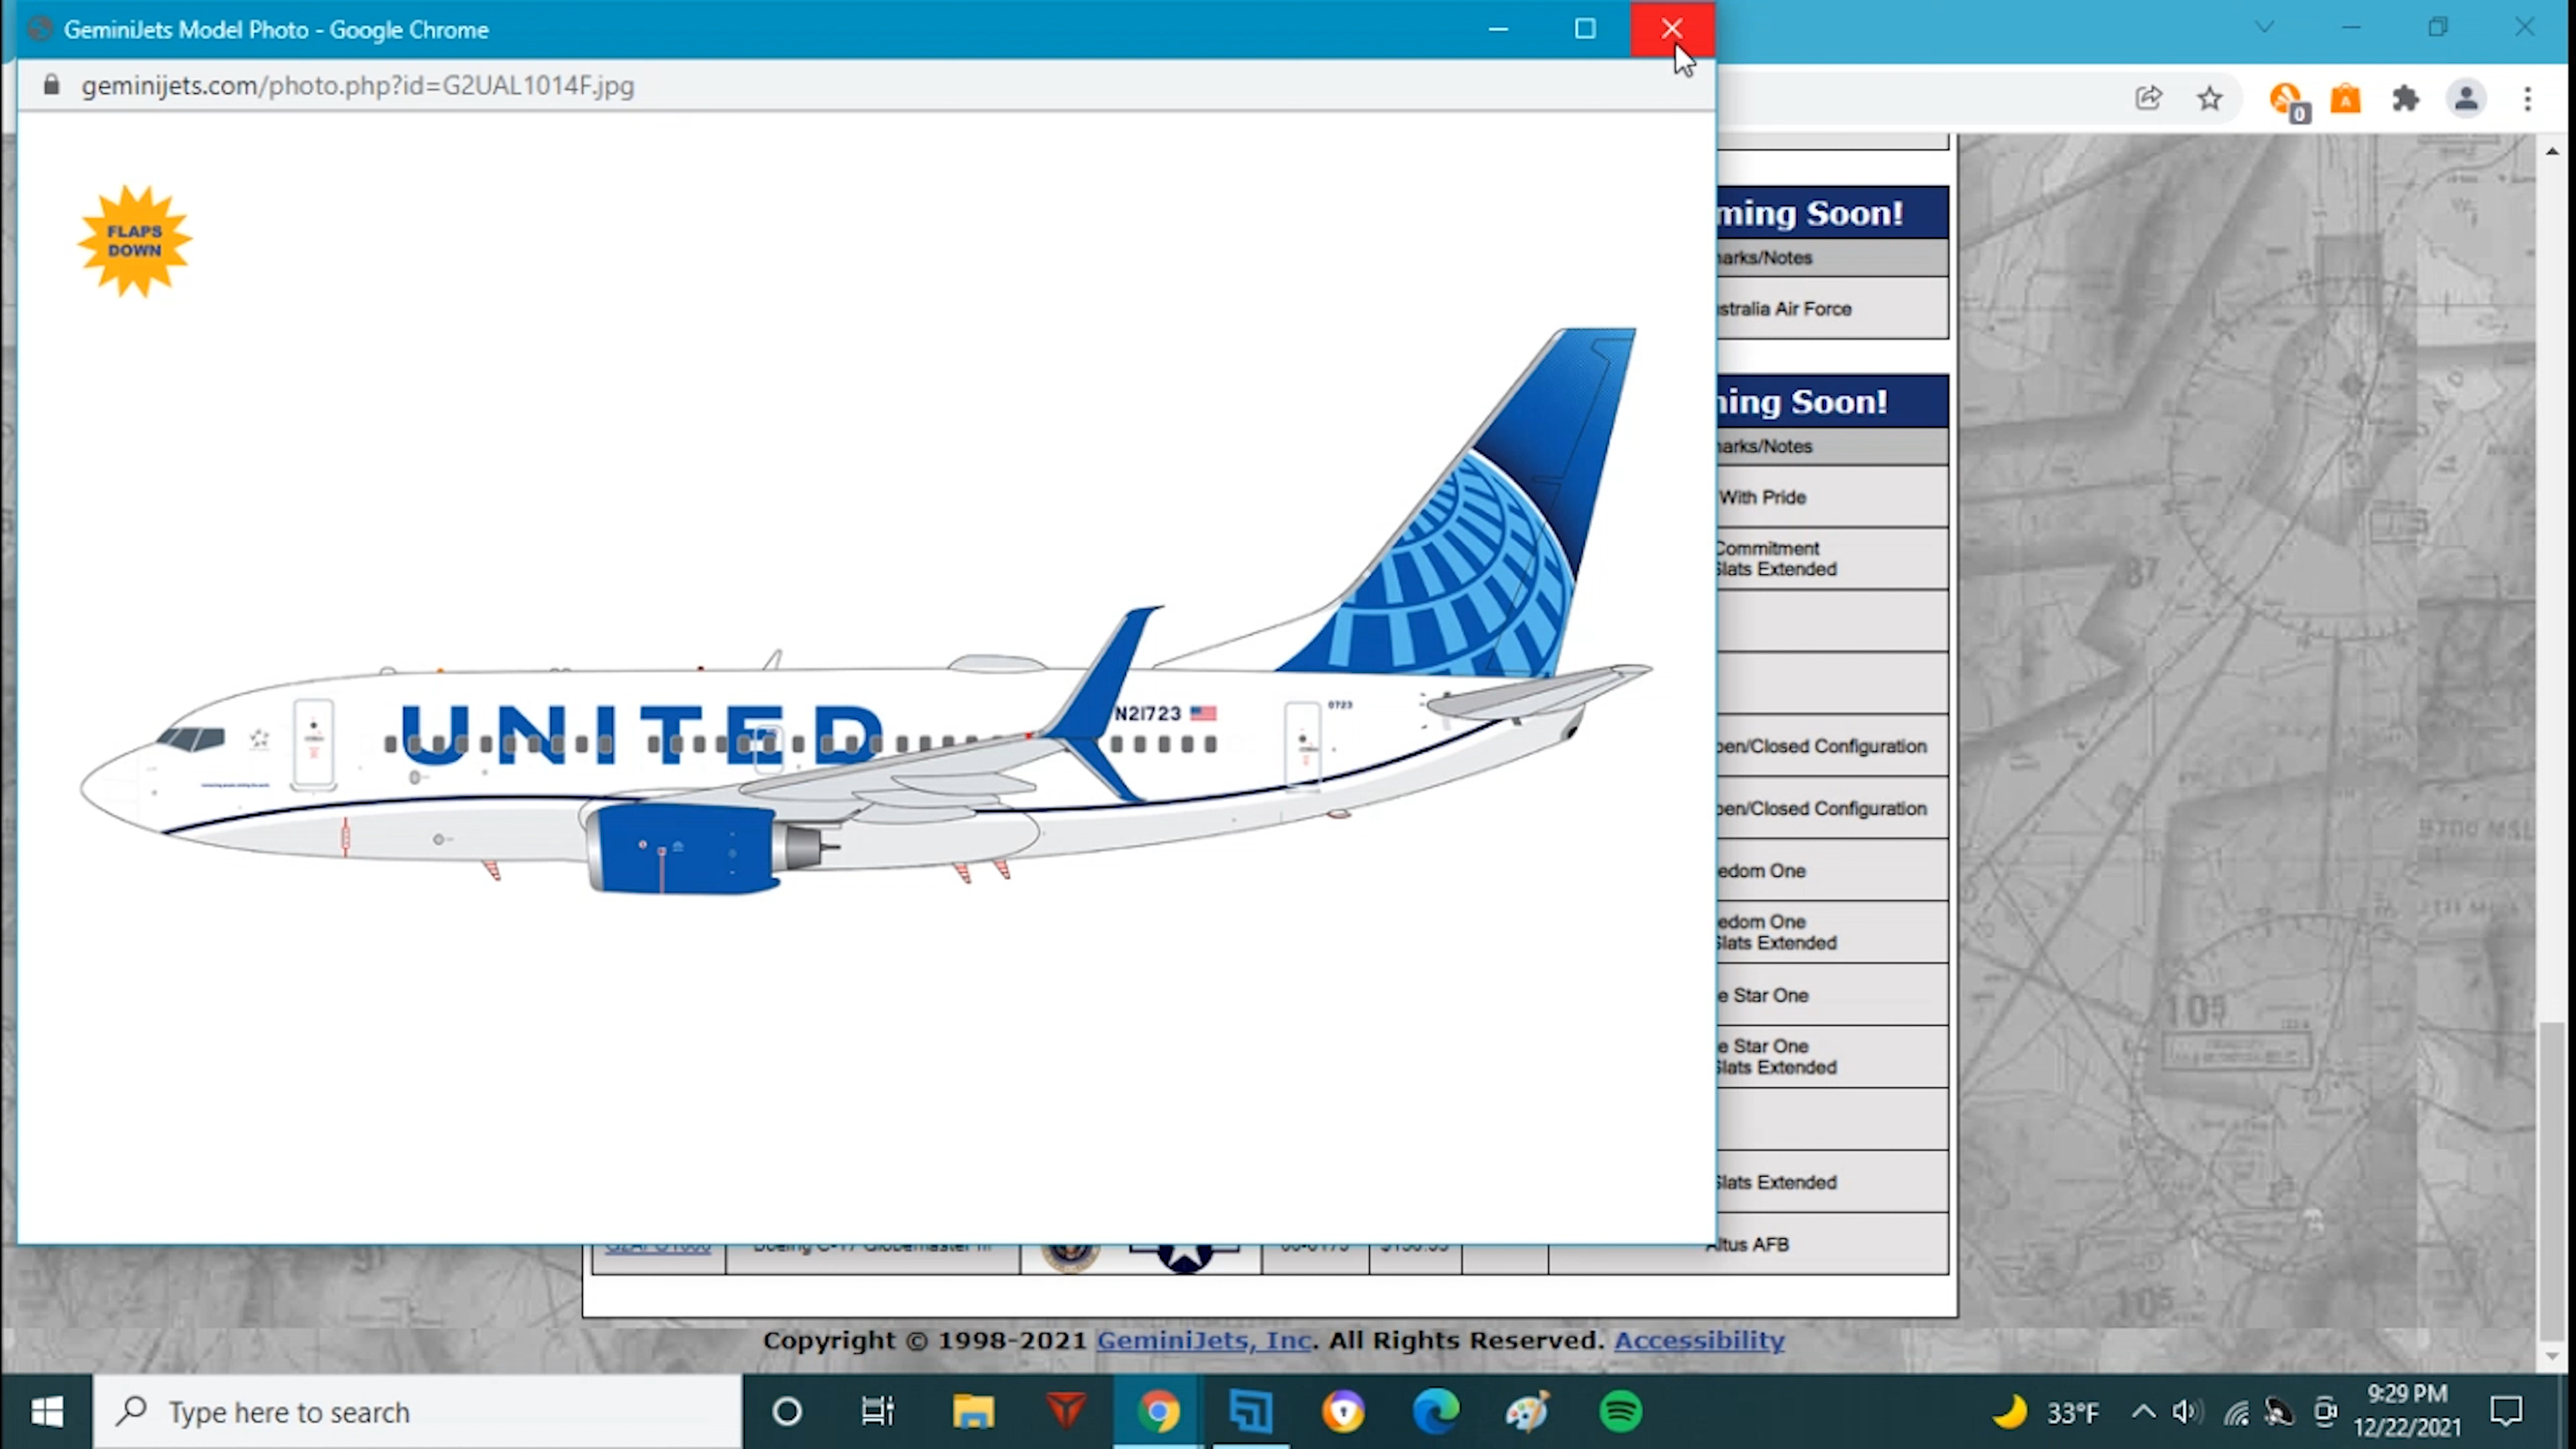 GeminiJets Model Photo - Google Chrome
geminijets.com/photo.php?id=G2UAL1014F.jpg
0
A
FLAPS
DOWN
ming Soon!
arks/Notes
stralia Air Force
ning Soon!
arks/Notes
With Pride
Commitment
Slats Extended
UNITED
N21723
0723
pen/Closed Configuration
pen/Closed Configuration
edom One
edom One
Slats Extended
e Star One
e Star One
Slats Extended
Slats Extended
Altus AFB
Copyright © 1998-2021 GeminiJets, Inc. All Rights Reserved. Accessibility
Type here to search
33°F
9:29 PM
12/22/2021